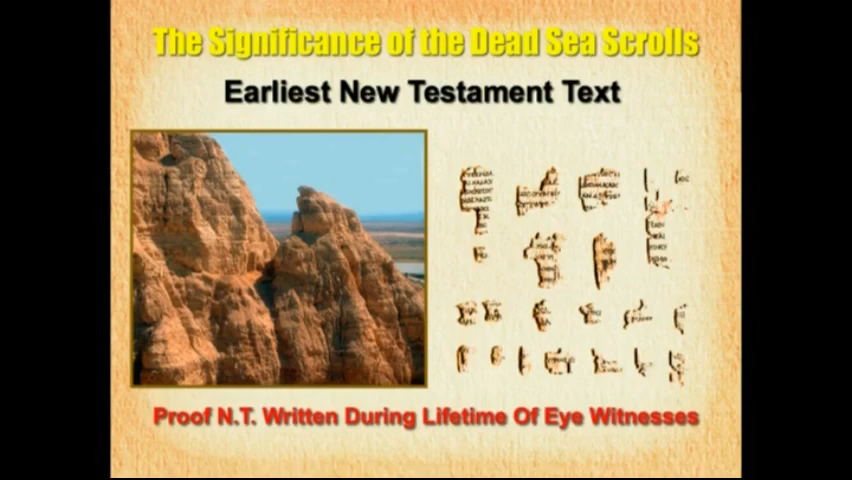 The Significance of the Dead Sea Scrolls
Earliest New Testament Text
Proof N.T. Written During Lifetime Of Eye Witnesses